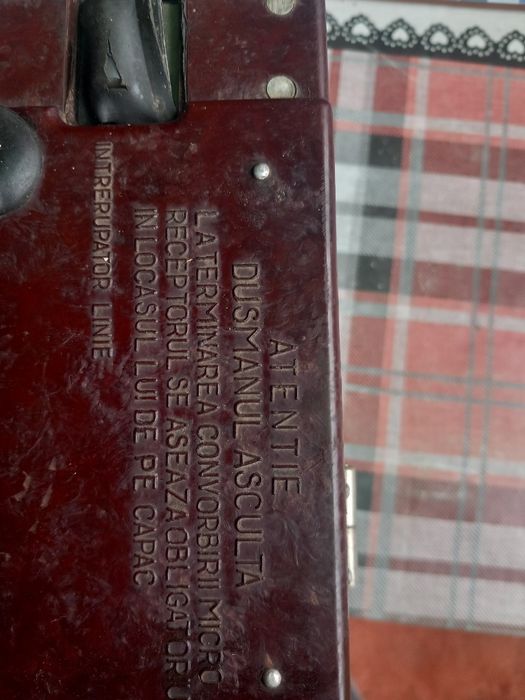 ATENTIE
DUSMANUL ASCULTA
LA TERMINAREA CONVORBIRII MICRO
RECEPTORUL SE ASEAZA OBLIGATORIU
IN LOCASUL LUI DE PE CAPAC
INTRERUPATOR LINIE